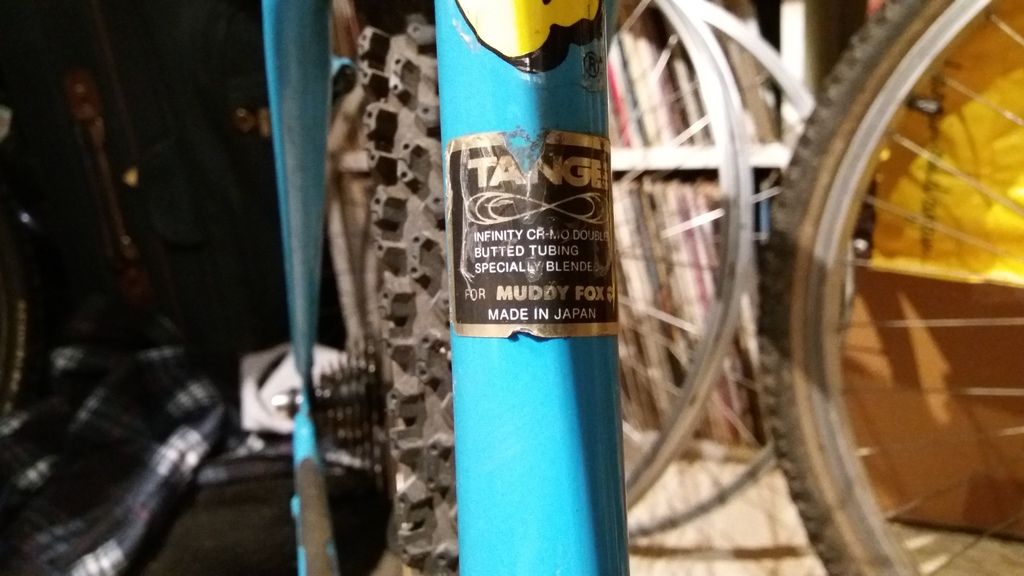 ®
TANGE
INFINITY CR-MO DOUBLE
BUTTED TUBING
SPECIALLY BLENDED
FOR MUDDY FOX
MADE IN JAPAN